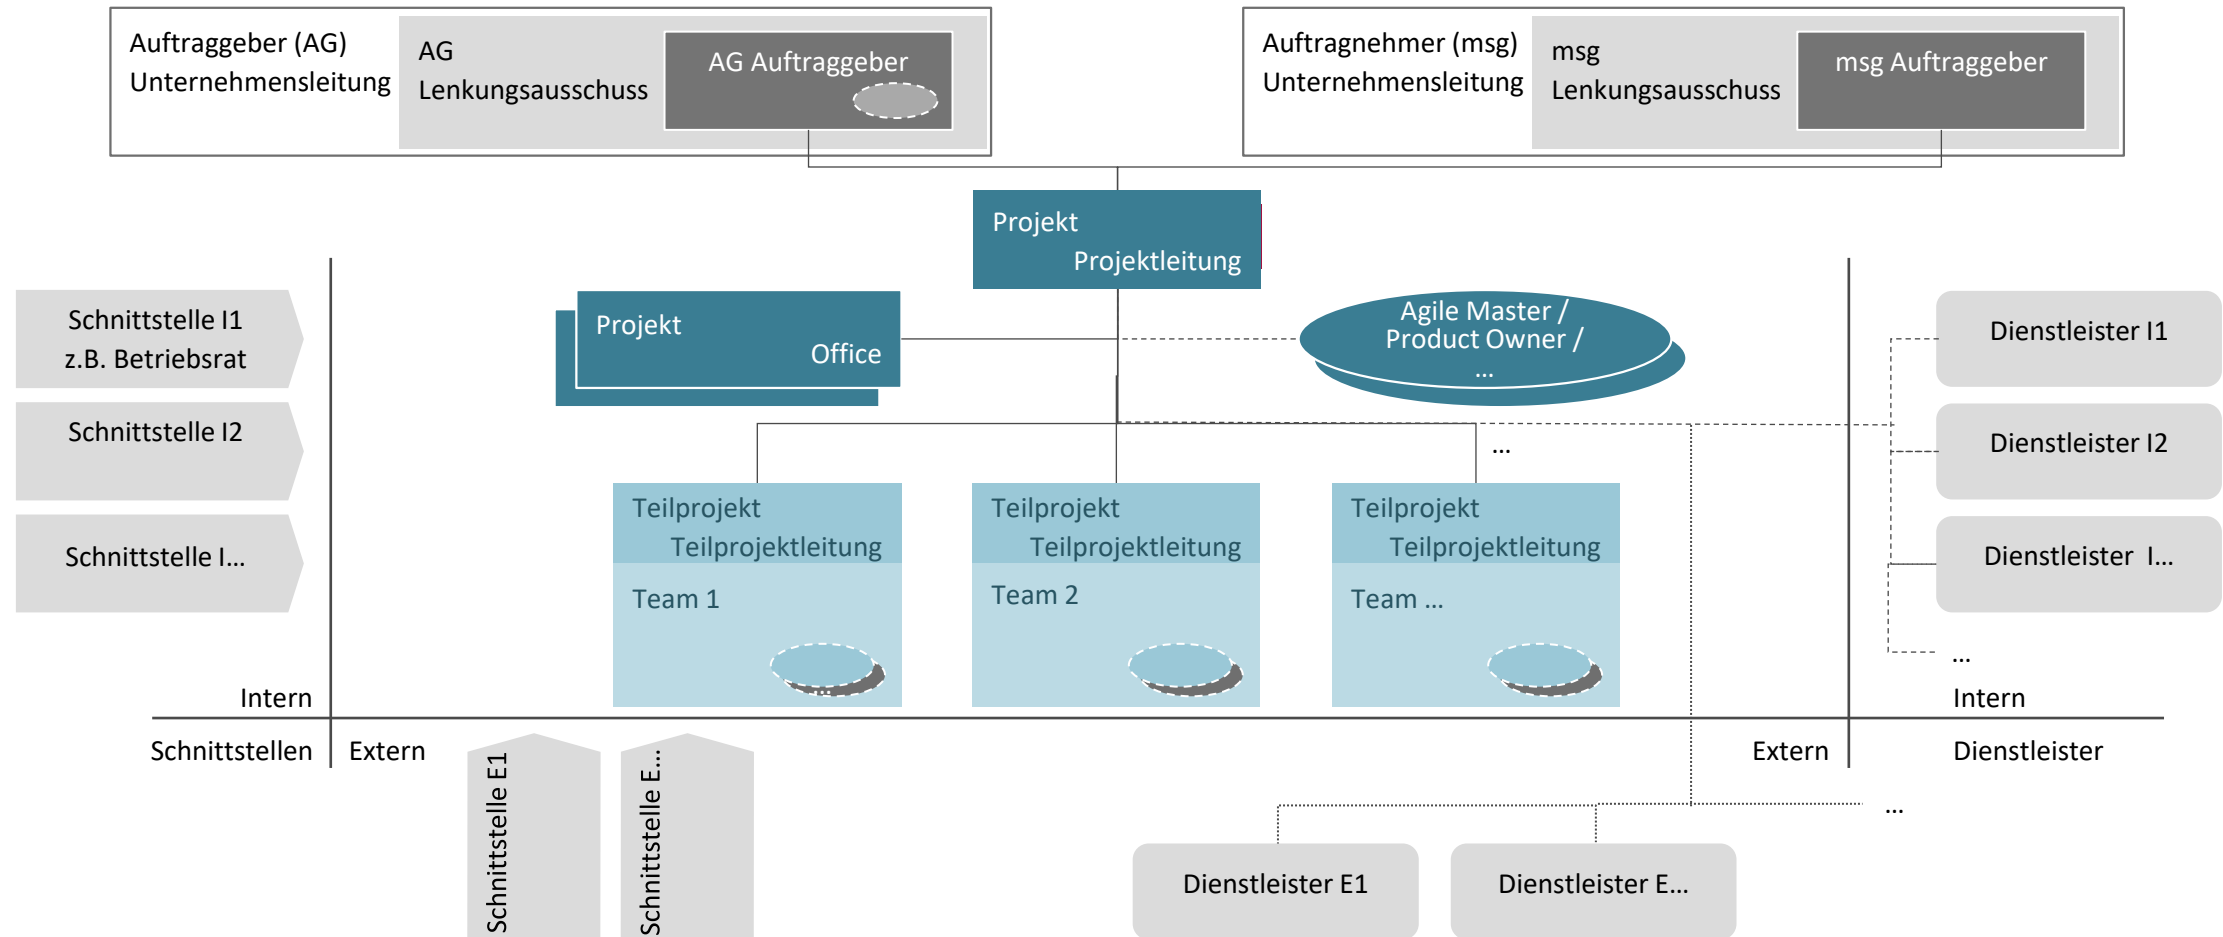 Auftraggeber (AG)
Unternehmensleitung
AG
Lenkungsausschuss
AG Auftraggeber
Auftragnehmer (msg)
Unternehmensleitung
msg
Lenkungsausschuss
msg Auftraggeber
Projekt
Projektleitung
Schnittstelle I1
z.B. Betriebsrat
Schnittstelle I2
Schnittstelle I...
Projekt
Office
Agile Master /
Product Owner /
...
Dienstleister I1
Dienstleister I2
Dienstleister I...
...
...
Teilprojekt
Teilprojektleitung
Team 1
...
Teilprojekt
Teilprojektleitung
Team 2
Teilprojekt
Teilprojektleitung
Team ...
Intern
Intern
Schnittstellen
Extern
Extern
Dienstleister
Schnittstelle E1
Schnittstelle E...
...
Dienstleister E1
Dienstleister E...